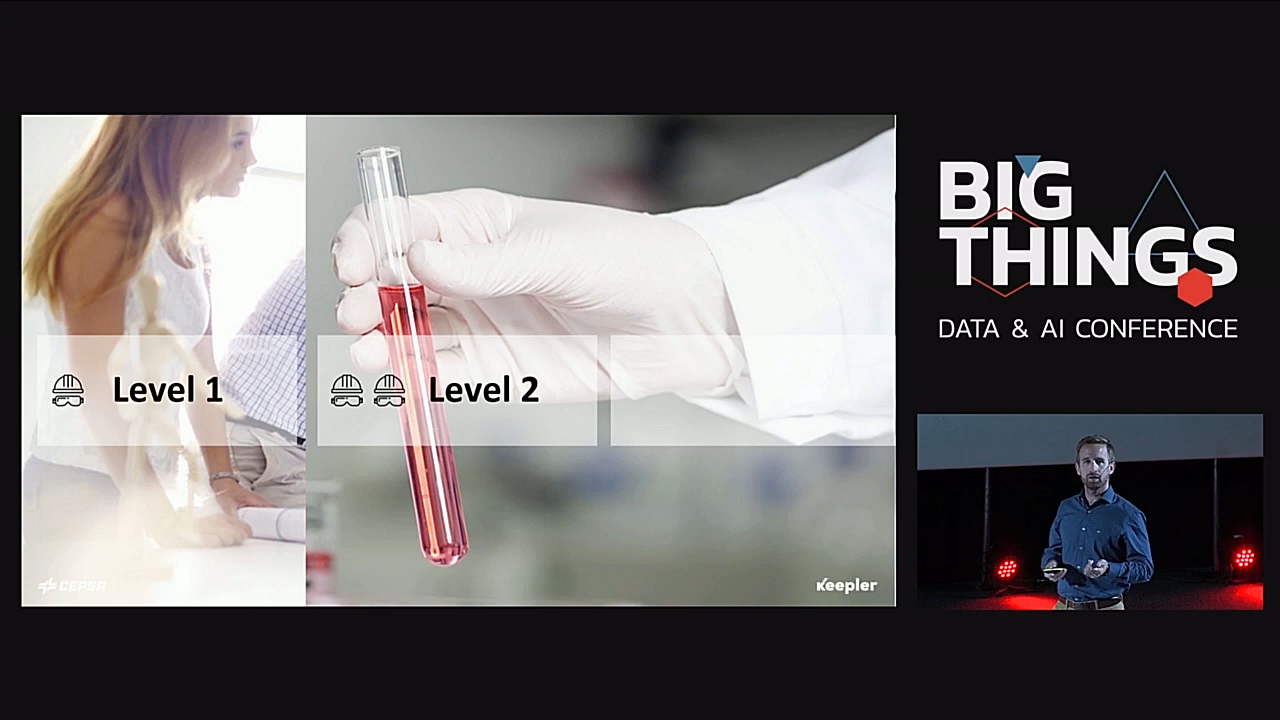 Level 1
Level 2
CEPSA
Keepler
BIG
THINGS
DATA & AI CONFERENCE